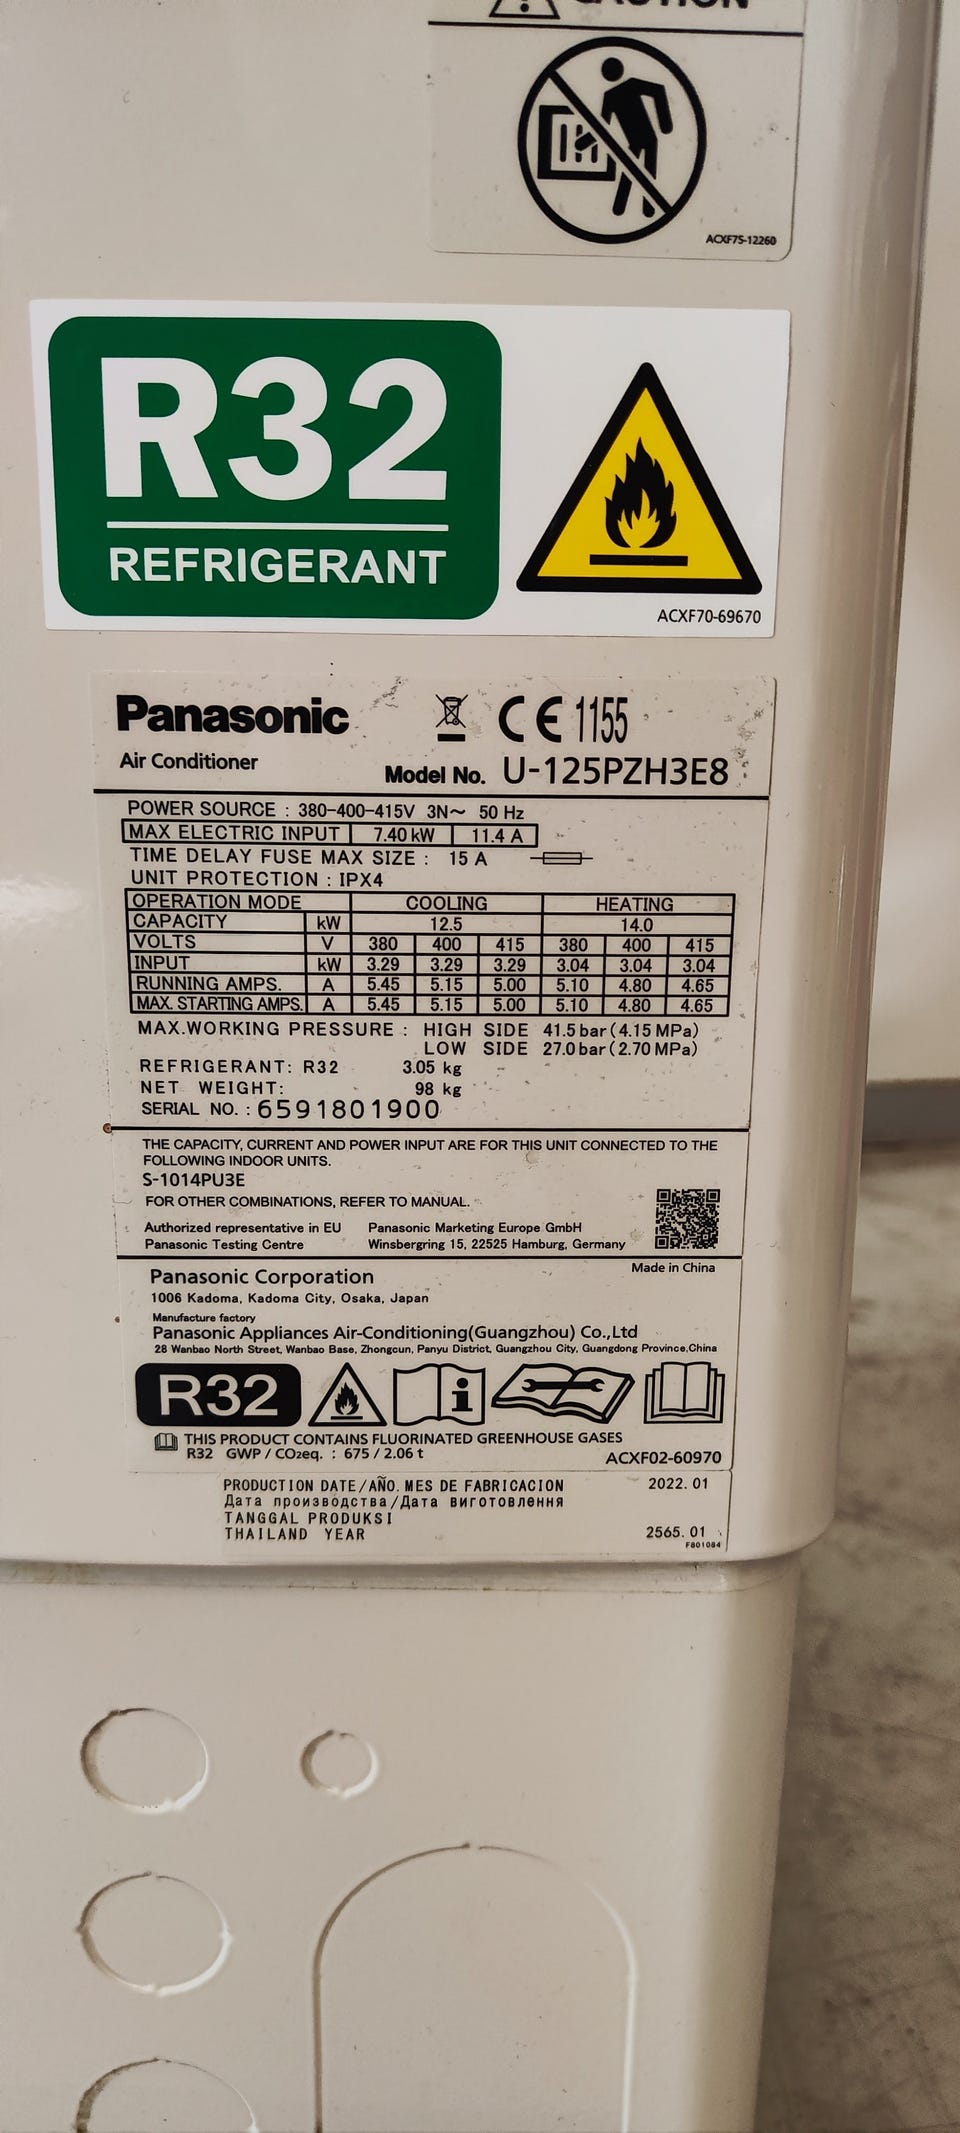 CAUTION
ACXF75-12260
R32
REFRIGERANT
ACXF70-69670
Panasonic CE 1155
Air Conditioner Model No. U-125PZH3E8
POWER SOURCE : 380-400-415V 3N~ 50 Hz
MAX ELECTRIC INPUT 7.40 kW 11.4 A
TIME DELAY FUSE MAX SIZE : 15 A
UNIT PROTECTION : IPX4
OPERATION MODE COOLING HEATING
CAPACITY kW 12.5 14.0
VOLTS V 380 400 415 380 400 415
INPUT kW 3.29 3.29 3.29 3.04 3.04 3.04
RUNNING AMPS. A 5.45 5.15 5.00 5.10 4.80 4.65
MAX. STARTING AMPS. A 5.45 5.15 5.00 5.10 4.80 4.65
MAX.WORKING PRESSURE : HIGH SIDE 41.5 bar (4.15 MPa)
LOW SIDE 27.0 bar (2.70 MPa)
REFRIGERANT: R32 3.05 kg
NET WEIGHT: 98 kg
SERIAL NO. : 6591801900
THE CAPACITY, CURRENT AND POWER INPUT ARE FOR THIS UNIT CONNECTED TO THE
FOLLOWING INDOOR UNITS.
S-1014PU3E
FOR OTHER COMBINATIONS, REFER TO MANUAL.
Authorized representative in EU Panasonic Marketing Europe GmbH
Panasonic Testing Centre Winsbergring 15, 22525 Hamburg, Germany
Made in China
Panasonic Corporation
1006 Kadoma, Kadoma City, Osaka, Japan
Manufacture factory
Panasonic Appliances Air-Conditioning(Guangzhou) Co.,Ltd
28 Wanbao North Street, Wanbao Base, Zhongcun, Panyu District, Guangzhou City, Guangdong Province,China
R32
THIS PRODUCT CONTAINS FLUORINATED GREENHOUSE GASES
R32 GWP / CO₂eq. : 675 / 2.06 t
ACXF02-60970
PRODUCTION DATE/AÑO. MES DE FABRICACION 2022. 01
Дата производства/Дата виготовлення
TANGGAL PRODUKSI
THAILAND YEAR 2565. 01
F801084